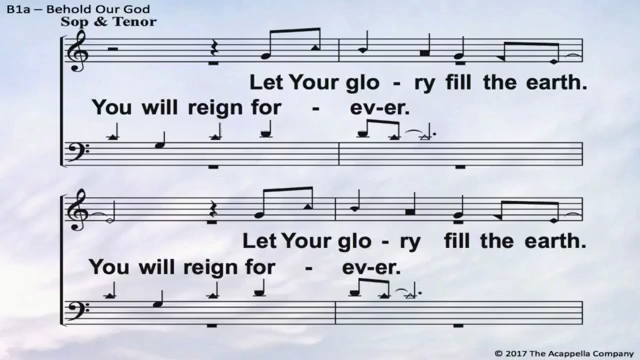 B1a – Behold Our God
Sop & Tenor
Let Your glo - ry fill the earth.
You will reign for - ev-er.
Let Your glo - ry fill the earth.
You will reign for - ev-er.
© 2017 The Acappella Company